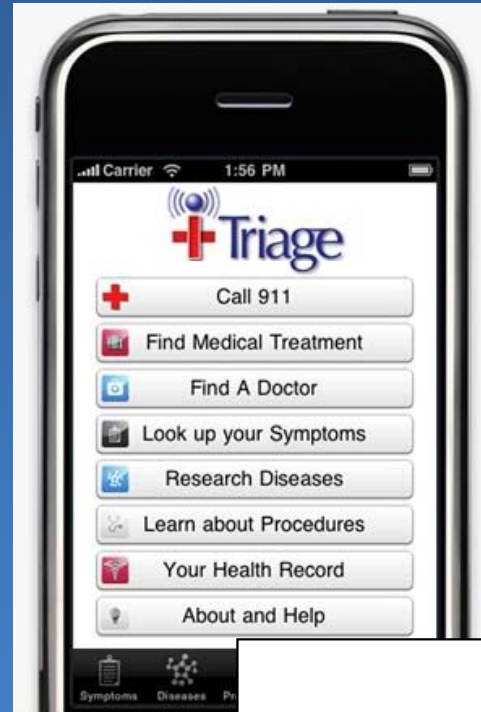 Carrier 1:56 PM
Triage
Call 911
Find Medical Treatment
Find A Doctor
Look up your Symptoms
Research Diseases
Learn about Procedures
Your Health Record
About and Help
Symptoms Diseases Pr